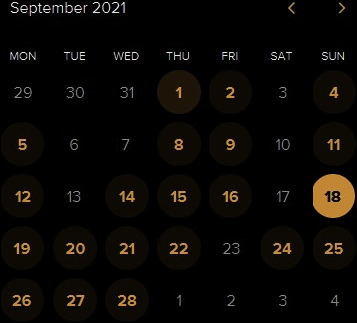 September 2021
MON TUE WED THU FRI SAT SUN
29 30 31 1 2 3 4
5 6 7 8 9 10 11
12 13 14 15 16 17 18
19 20 21 22 23 24 25
26 27 28 1 2 3 4